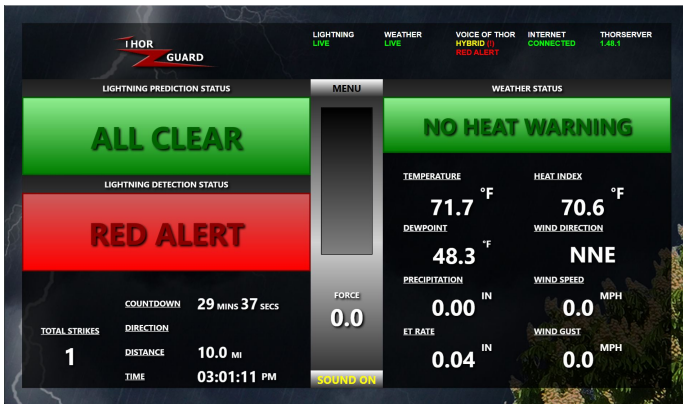 THOR
GUARD
LIGHTNING
LIVE
WEATHER
LIVE
VOICE OF THOR
HYBRID (/)
RED ALERT
INTERNET
CONNECTED
THORSERVER
1.48.1
LIGHTNING PREDICTION STATUS
ALL CLEAR
LIGHTNING DETECTION STATUS
RED ALERT
TOTAL STRIKES
1
COUNTDOWN 29 MINS 37 SECS
DIRECTION
DISTANCE 10.0 MI
TIME 03:01:11 PM
MENU
FORCE
0.0
SOUND ON
WEATHER STATUS
NO HEAT WARNING
TEMPERATURE
71.7 °F
HEAT INDEX
70.6 °F
DEWPOINT
48.3 °F
WIND DIRECTION
NNE
PRECIPITATION
0.00 IN
WIND SPEED
0.0 MPH
ET RATE
0.04 IN
WIND GUST
0.0 MPH